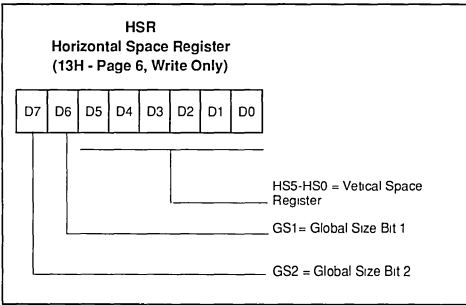 HSR
Horizontal Space Register
(13H - Page 6, Write Only)
D7 D6 D5 D4 D3 D2 D1 D0
HS5-HS0 = Vetical Space
Register
GS1= Global Size Bit 1
GS2 = Global Size Bit 2